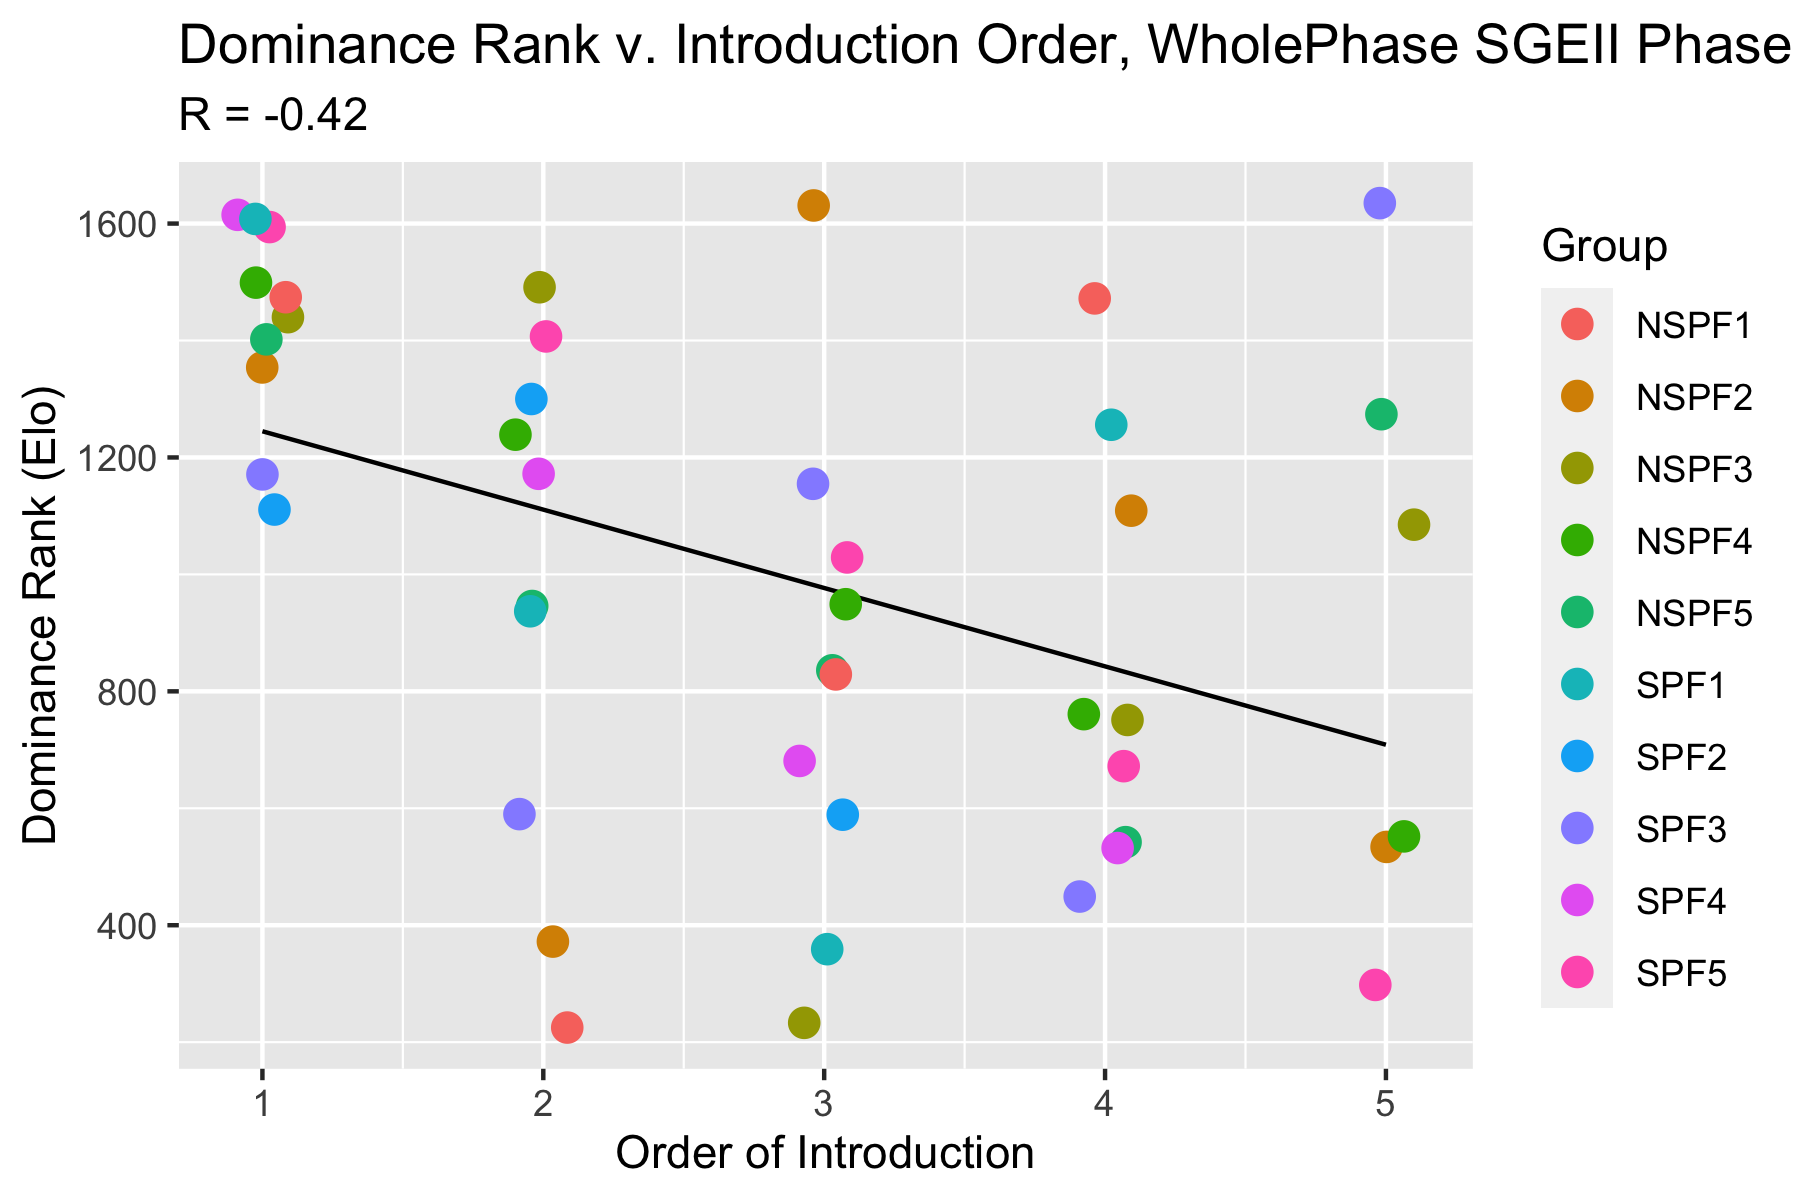 Dominance Rank v. Introduction Order, WholePhase SGEII Phase
R = -0.42
Dominance Rank (Elo)
1600
1200
800
400
1 2 3 4 5
Order of Introduction
Group
NSPF1
NSPF2
NSPF3
NSPF4
NSPF5
SPF1
SPF2
SPF3
SPF4
SPF5